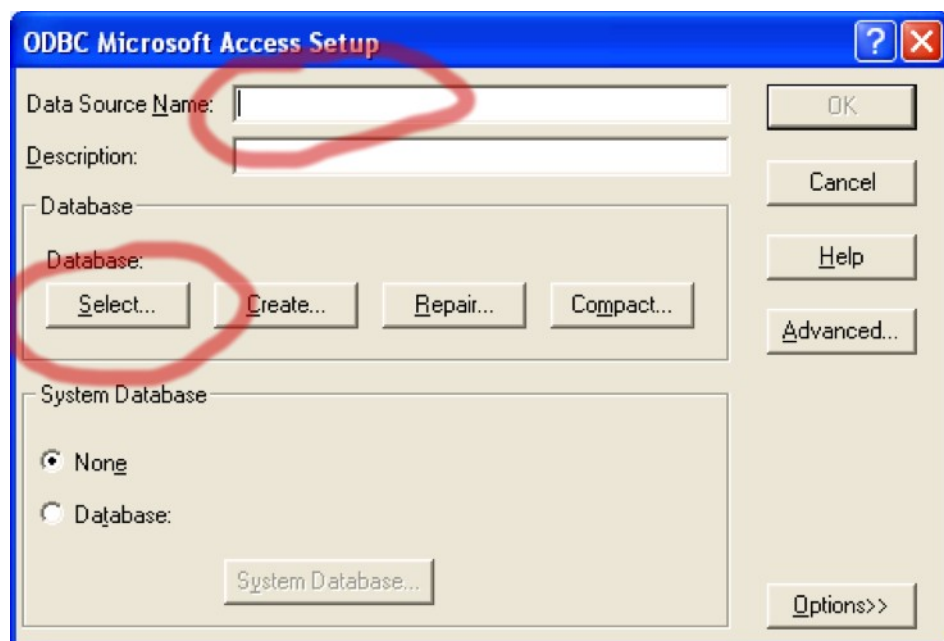 ODBC Microsoft Access Setup
Data Source Name:
OK
Description:
Cancel
Database
Database:
Help
Select...
Create...
Repair...
Compact...
Advanced...
System Database
None
Database:
System Database...
Options>>